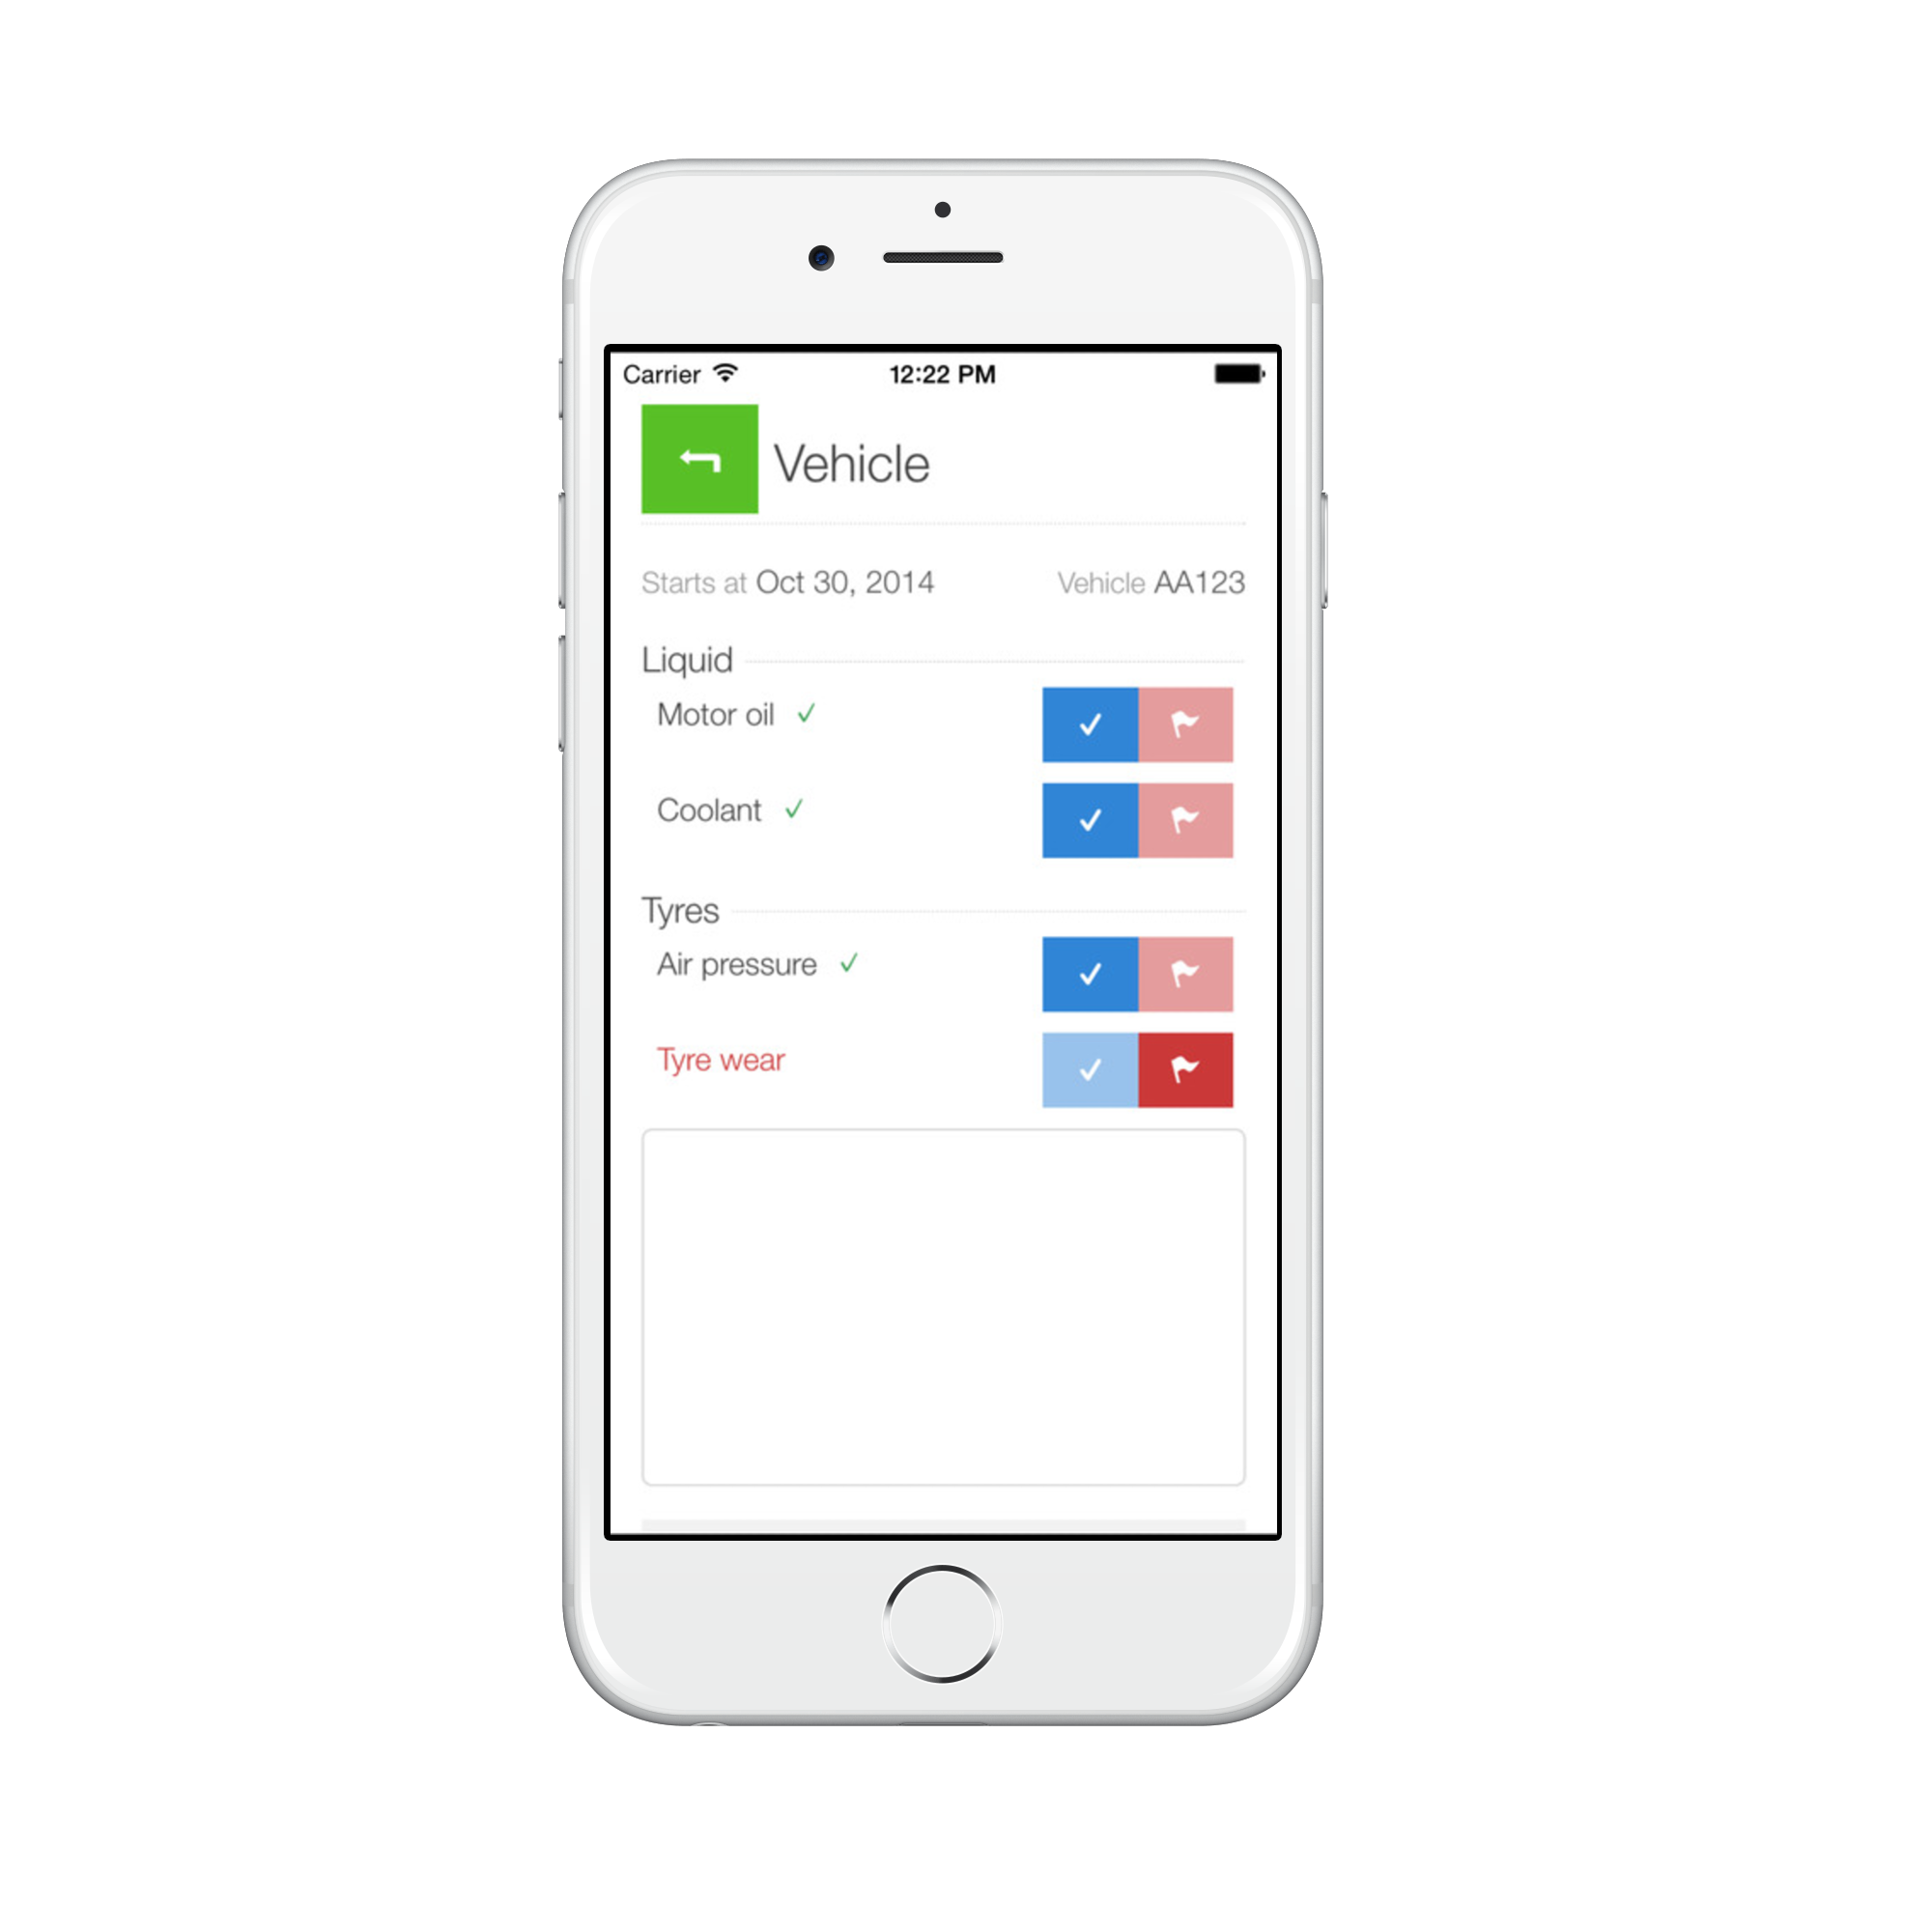 Carrier 12:22 PM
Vehicle
Starts at Oct 30, 2014 Vehicle AA123
Liquid
Motor oil ✓
Coolant ✓
Tyres
Air pressure ✓
Tyre wear